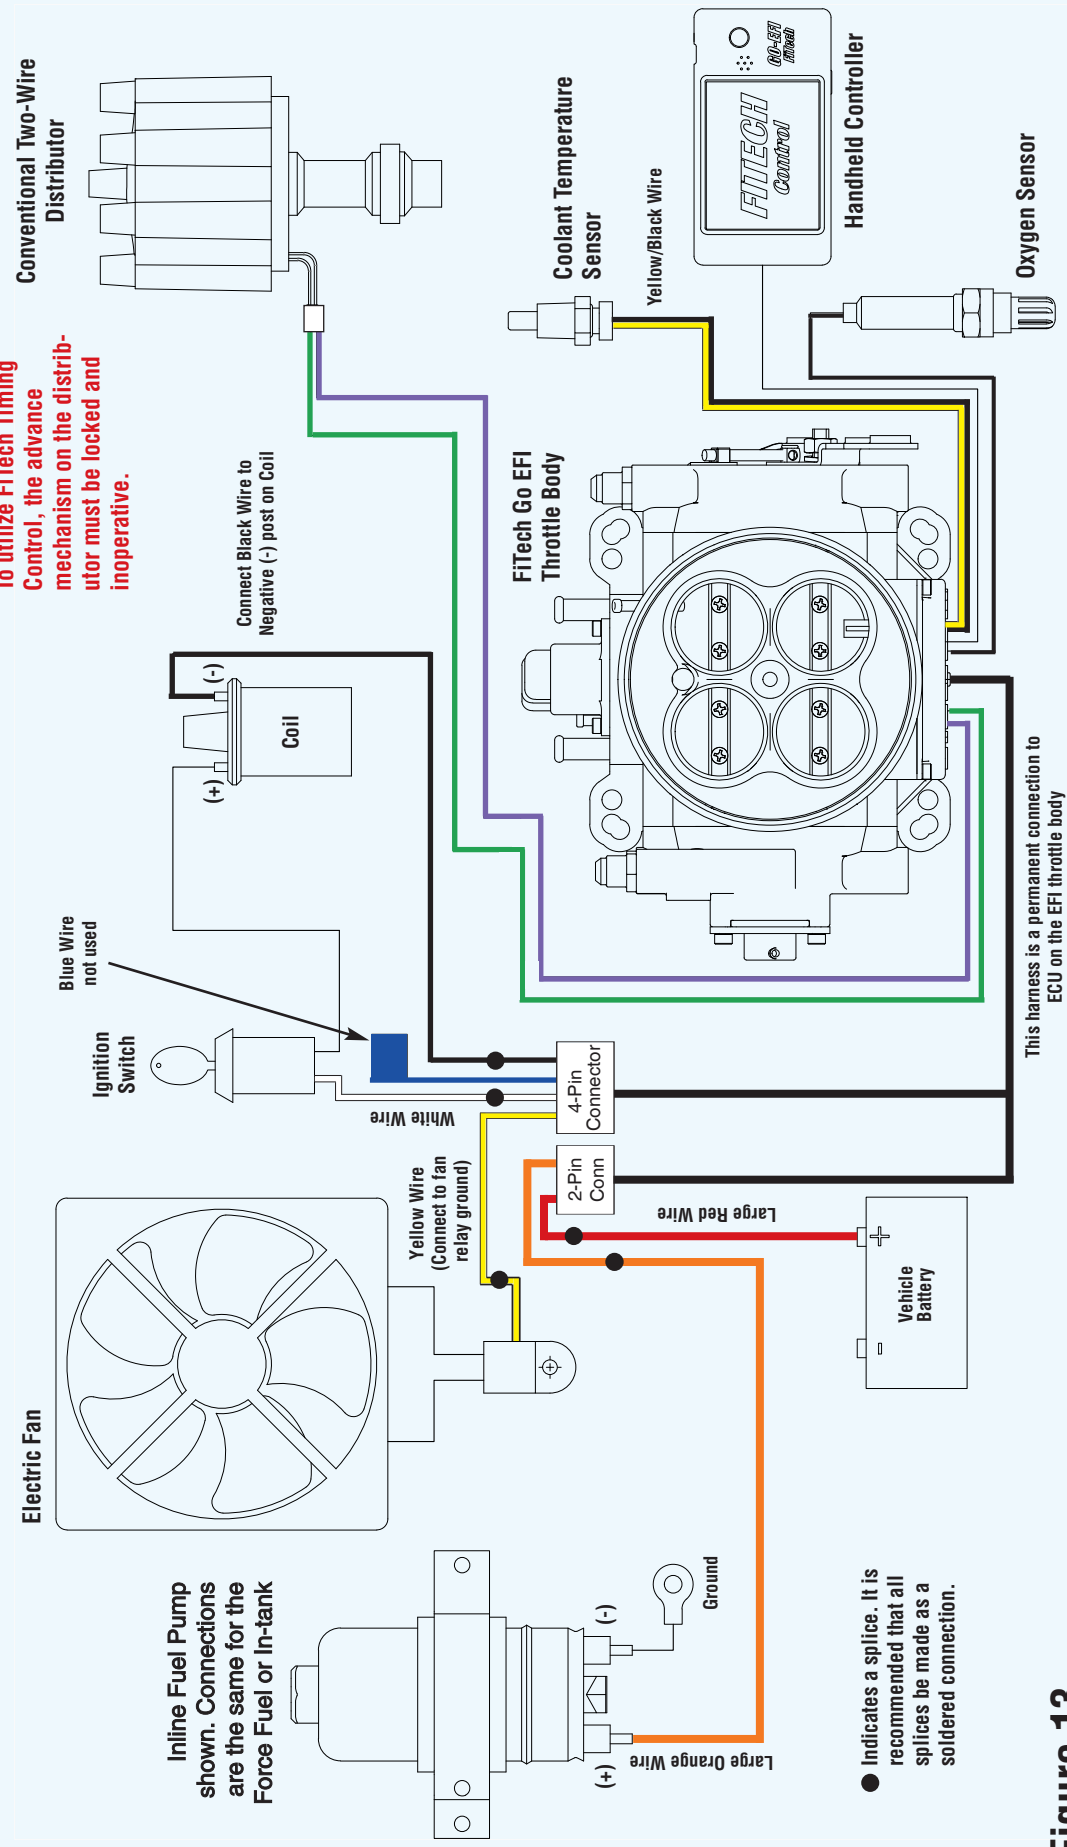 Conventional Two-Wire
Distributor
To utilize FiTech Timing
Control, the advance
mechanism on the distrib-
utor must be locked and
inoperative.
Connect Black Wire to
Negative (-) post on Coil
(-)
(+)
Coil
Blue Wire
not used
Ignition
Switch
White Wire
Yellow Wire
(Connect to fan
relay ground)
4-Pin
Connector
2-Pin
Conn
Large Red Wire
Vehicle
Battery
+
-
Electric Fan
Inline Fuel Pump
shown. Connections
are the same for the
Force Fuel or In-tank
(+)
(-)
Ground
Large Orange Wire
Indicates a splice. It is
recommended that all
splices be made as a
soldered connection.
Coolant Temperature
Sensor
Yellow/Black Wire
FITECH
Control
GO-EFI
FiTech
Handheld Controller
Oxygen Sensor
FiTech Go EFI
Throttle Body
This harness is a permanent connection to
ECU on the EFI throttle body
Figure 13